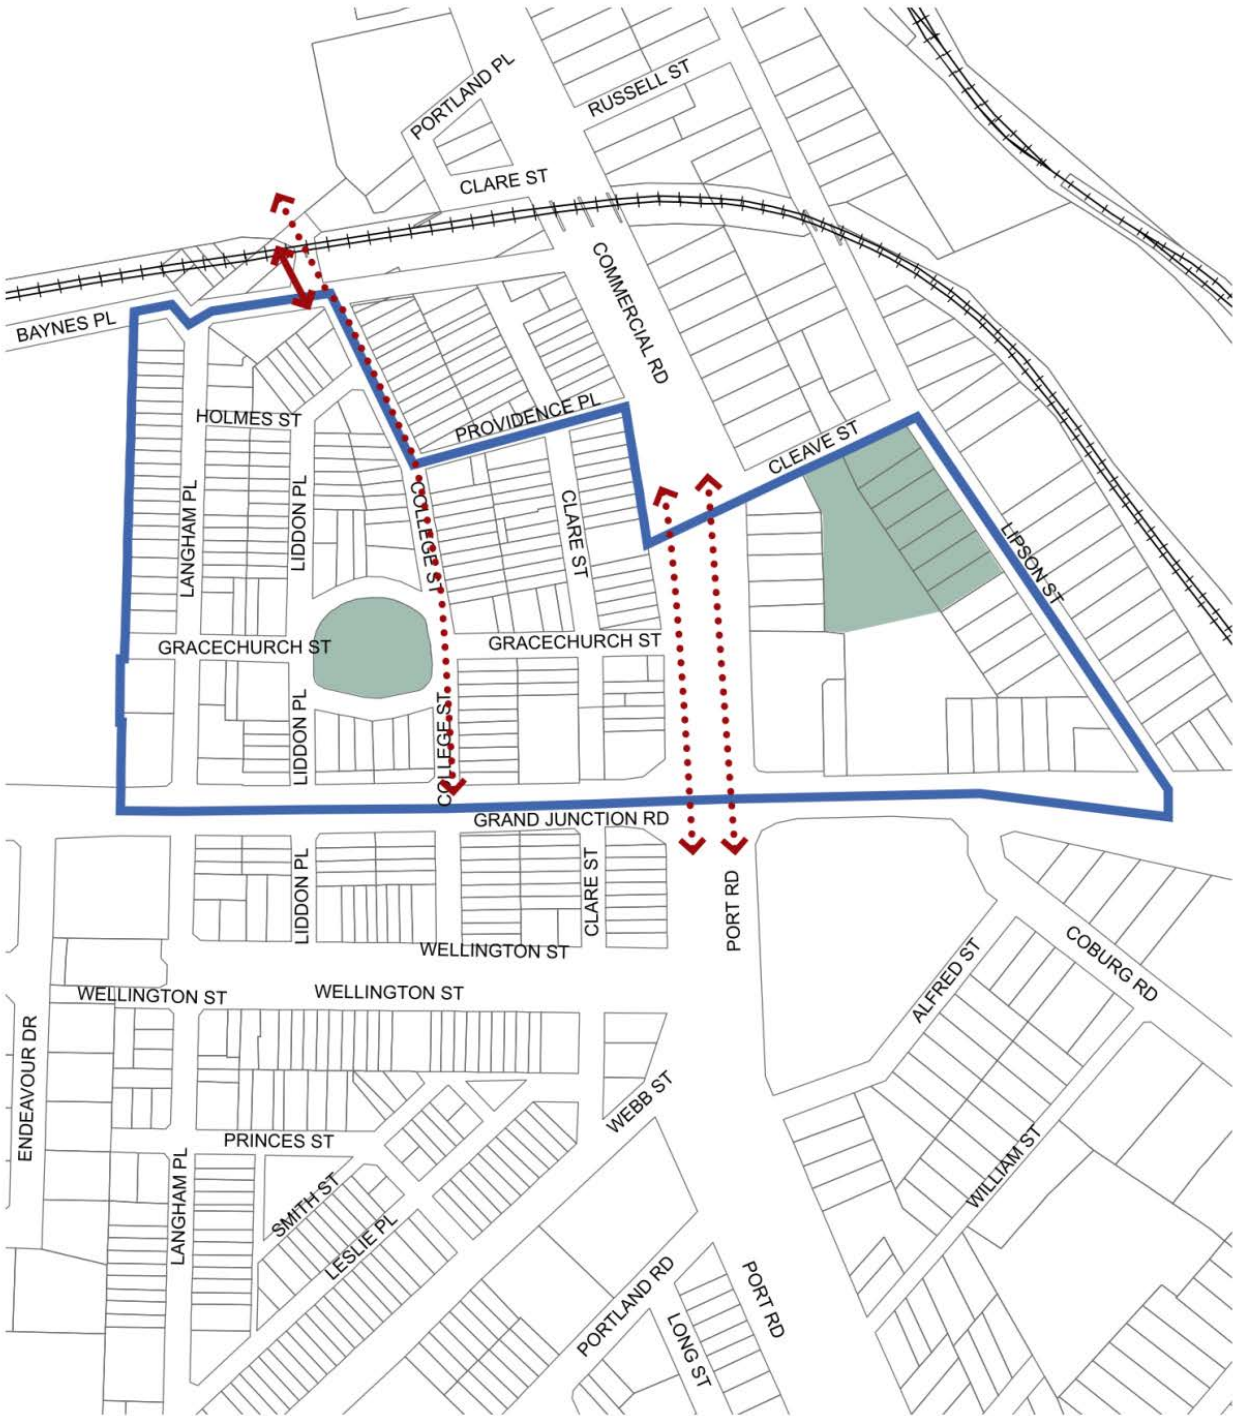 PORTLAND PL
RUSSELL ST
CLARE ST
COMMERCIAL RD
BAYNES PL
HOLMES ST
PROVIDENCE PL
CLEAVE ST
LANGHAM PL
LIDDON PL
COLLEGE ST
CLARE ST
LIPSON ST
GRACECHURCH ST
GRACECHURCH ST
LIDDON PL
COLLEGE ST
GRAND JUNCTION RD
LIDDON PL
CLARE ST
PORT RD
WELLINGTON ST
COBURG RD
ALFRED ST
WELLINGTON ST
WELLINGTON ST
ENDEAVOUR DR
WEBB ST
PRINCES ST
WILLIAM ST
LANGHAM PL
SMITH ST
LESLIE PL
PORTLAND RD
PORT RD
LONG ST